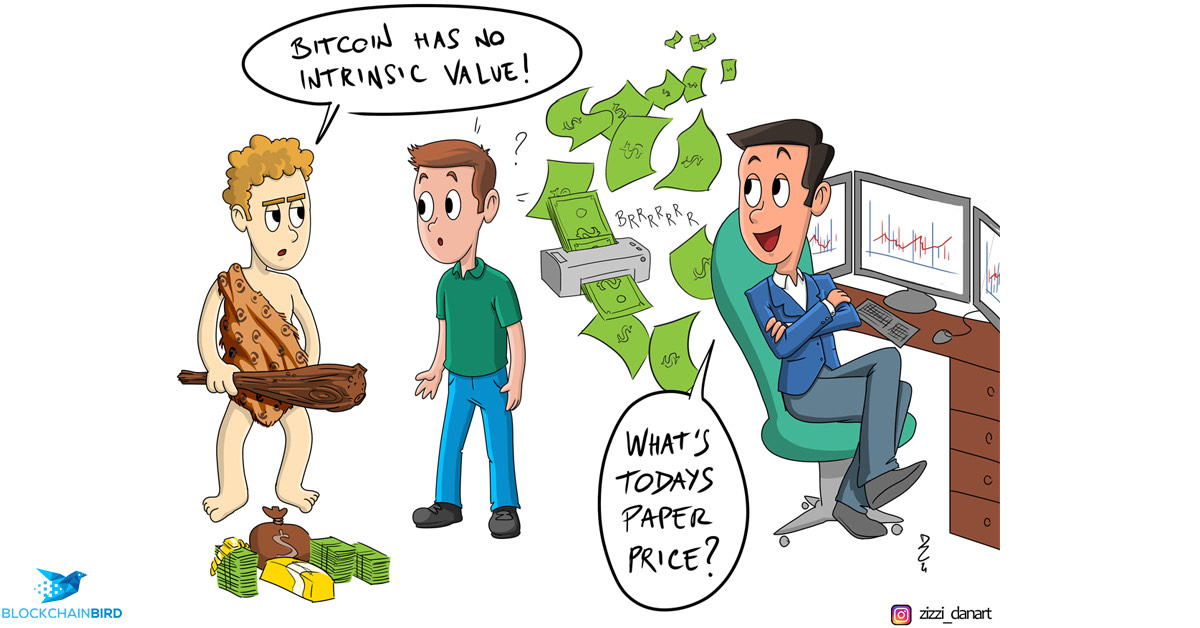 BITCOIN HAS NO
INTRINSIC VALUE!
?
BRRRRRRR
WHAT'S
TODAYS
PAPER
PRICE?
$
BLOCKCHAINBIRD
zizzi_danart